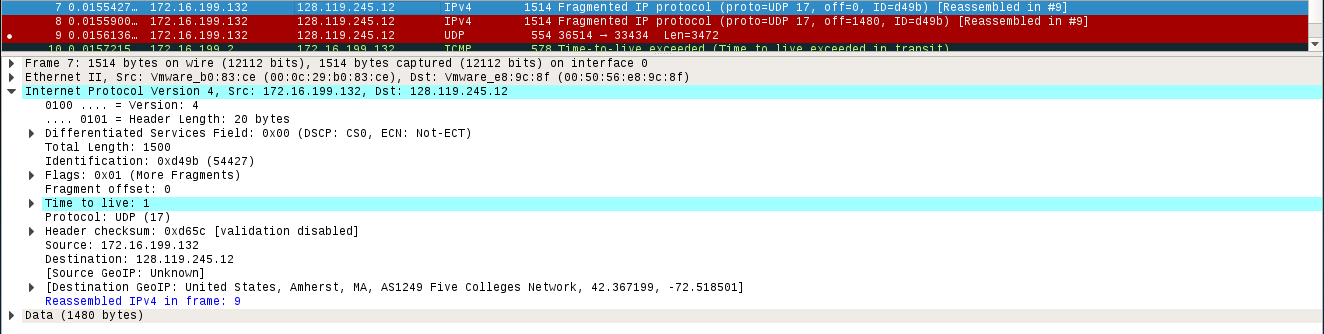 7 0.0155427… 172.16.199.132 128.119.245.12 IPv4 1514 Fragmented IP protocol (proto=UDP 17, off=0, ID=d49b) [Reassembled in #9]
8 0.0155900… 172.16.199.132 128.119.245.12 IPv4 1514 Fragmented IP protocol (proto=UDP 17, off=1480, ID=d49b) [Reassembled in #9]
9 0.0156136… 172.16.199.132 128.119.245.12 UDP 554 36514 → 33434 Len=3472
10 0.0157215… 172.16.199.2 172.16.199.132 ICMP 578 Time-to-live exceeded (Time to live exceeded in transit)
Frame 7: 1514 bytes on wire (12112 bits), 1514 bytes captured (12112 bits) on interface 0
Ethernet II, Src: Vmware_b0:83:ce (00:0c:29:b0:83:ce), Dst: Vmware_e8:9c:8f (00:50:56:e8:9c:8f)
Internet Protocol Version 4, Src: 172.16.199.132, Dst: 128.119.245.12
0100 .... = Version: 4
.... 0101 = Header Length: 20 bytes
Differentiated Services Field: 0x00 (DSCP: CS0, ECN: Not-ECT)
Total Length: 1500
Identification: 0xd49b (54427)
Flags: 0x01 (More Fragments)
Fragment offset: 0
Time to live: 1
Protocol: UDP (17)
Header checksum: 0xd65c [validation disabled]
Source: 172.16.199.132
Destination: 128.119.245.12
[Source GeoIP: Unknown]
[Destination GeoIP: United States, Amherst, MA, AS1249 Five Colleges Network, 42.367199, -72.518501]
Reassembled IPv4 in frame: 9
Data (1480 bytes)